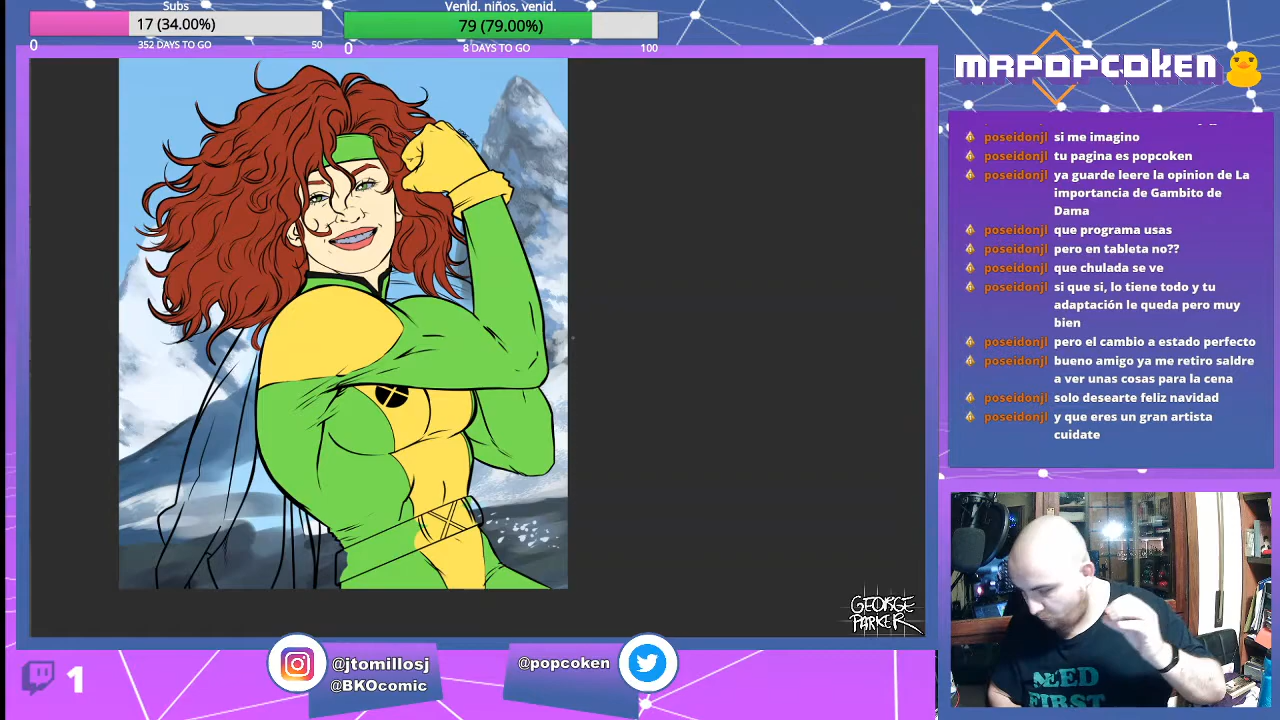 Subs
17 (34.00%)
0
352 DAYS TO GO
50
Venid. niños, venid.
79 (79.00%)
0
8 DAYS TO GO
100
MRPOPCOKEN
poseidonjl si me imagino
poseidonjl tu pagina es popcoken
poseidonjl ya guarde leere la opinion de La
importancia de Gambito de
Dama
poseidonjl que programa usas
poseidonjl pero en tableta no??
poseidonjl que chulada se ve
poseidonjl si que si, lo tiene todo y tu
adaptación le queda pero muy
bien
poseidonjl pero el cambio a estado perfecto
poseidonjl bueno amigo ya me retiro saldre
a ver unas cosas para la cena
poseidonjl solo desearte feliz navidad
poseidonjl y que eres un gran artista
cuidate
GEORGE
PARKER
NEED
FIRST
1
@jtomillosj
@BKOcomic
@popcoken